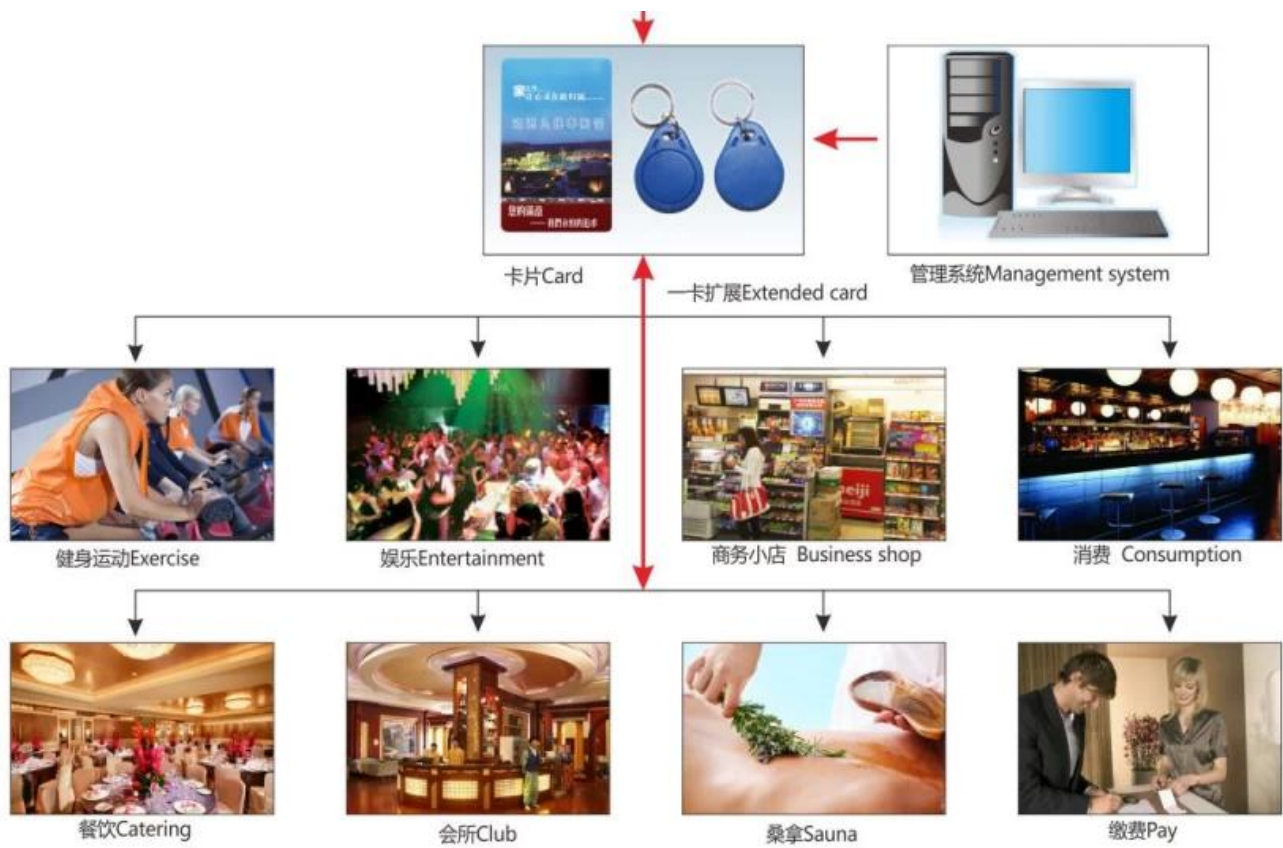 您的满意
卡片Card
管理系统Management system
一卡扩展Extended card
健身运动Exercise
娱乐Entertainment
商务小店 Business shop
消费 Consumption
餐饮Catering
会所Club
桑拿Sauna
缴费Pay